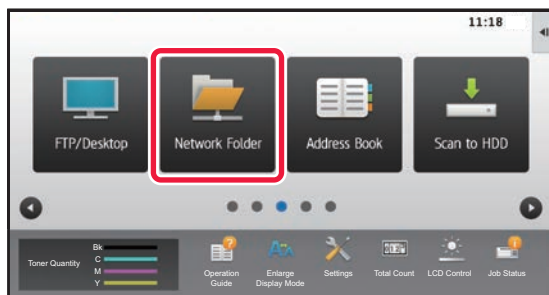 11:18
FTP/Desktop
Network Folder
Address Book
Scan to HDD
Toner Quantity
Bk
C
M
Y
Operation
Guide
Enlarge
Display Mode
Settings
Total Count
LCD Control
Job Status